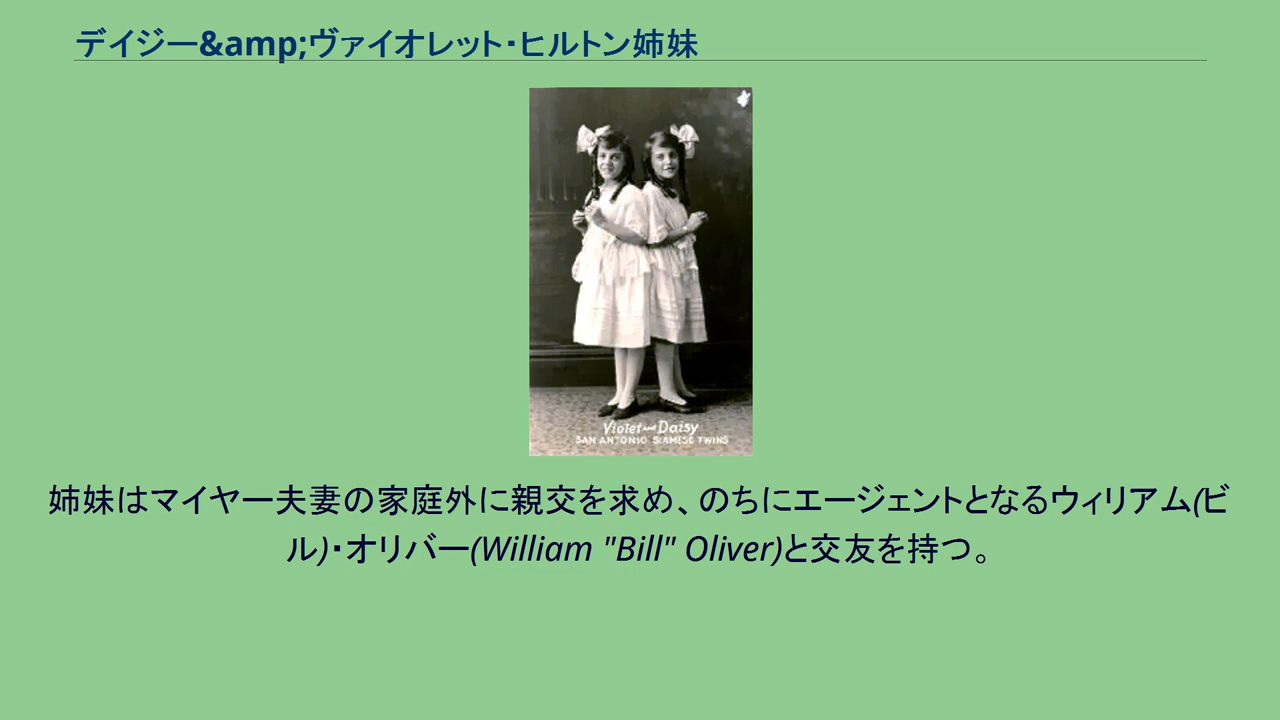 デイジー&amp;ヴァイオレット・ヒルトン姉妹
Violet and Daisy
SAN ANTONIO SIAMESE TWINS
姉妹はマイヤー夫妻の家庭外に親交を求め、のちにエージェントとなるウィリアム(ビ
ル)・オリバー(William "Bill" Oliver)と交友を持つ。